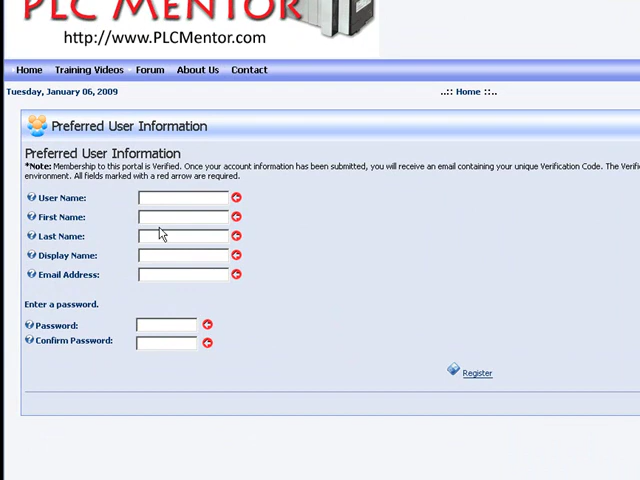 PLC MENTOR
http://www.PLCMentor.com
Home Training Videos Forum About Us Contact
Tuesday, January 06, 2009
..:: Home ::..
Preferred User Information
Preferred User Information
*Note: Membership to this portal is Verified. Once your account information has been submitted, you will receive an email containing your unique Verification Code. The Verifi
environment. All fields marked with a red arrow are required.
User Name:
First Name:
Last Name:
Display Name:
Email Address:
Enter a password.
Password:
Confirm Password:
Register